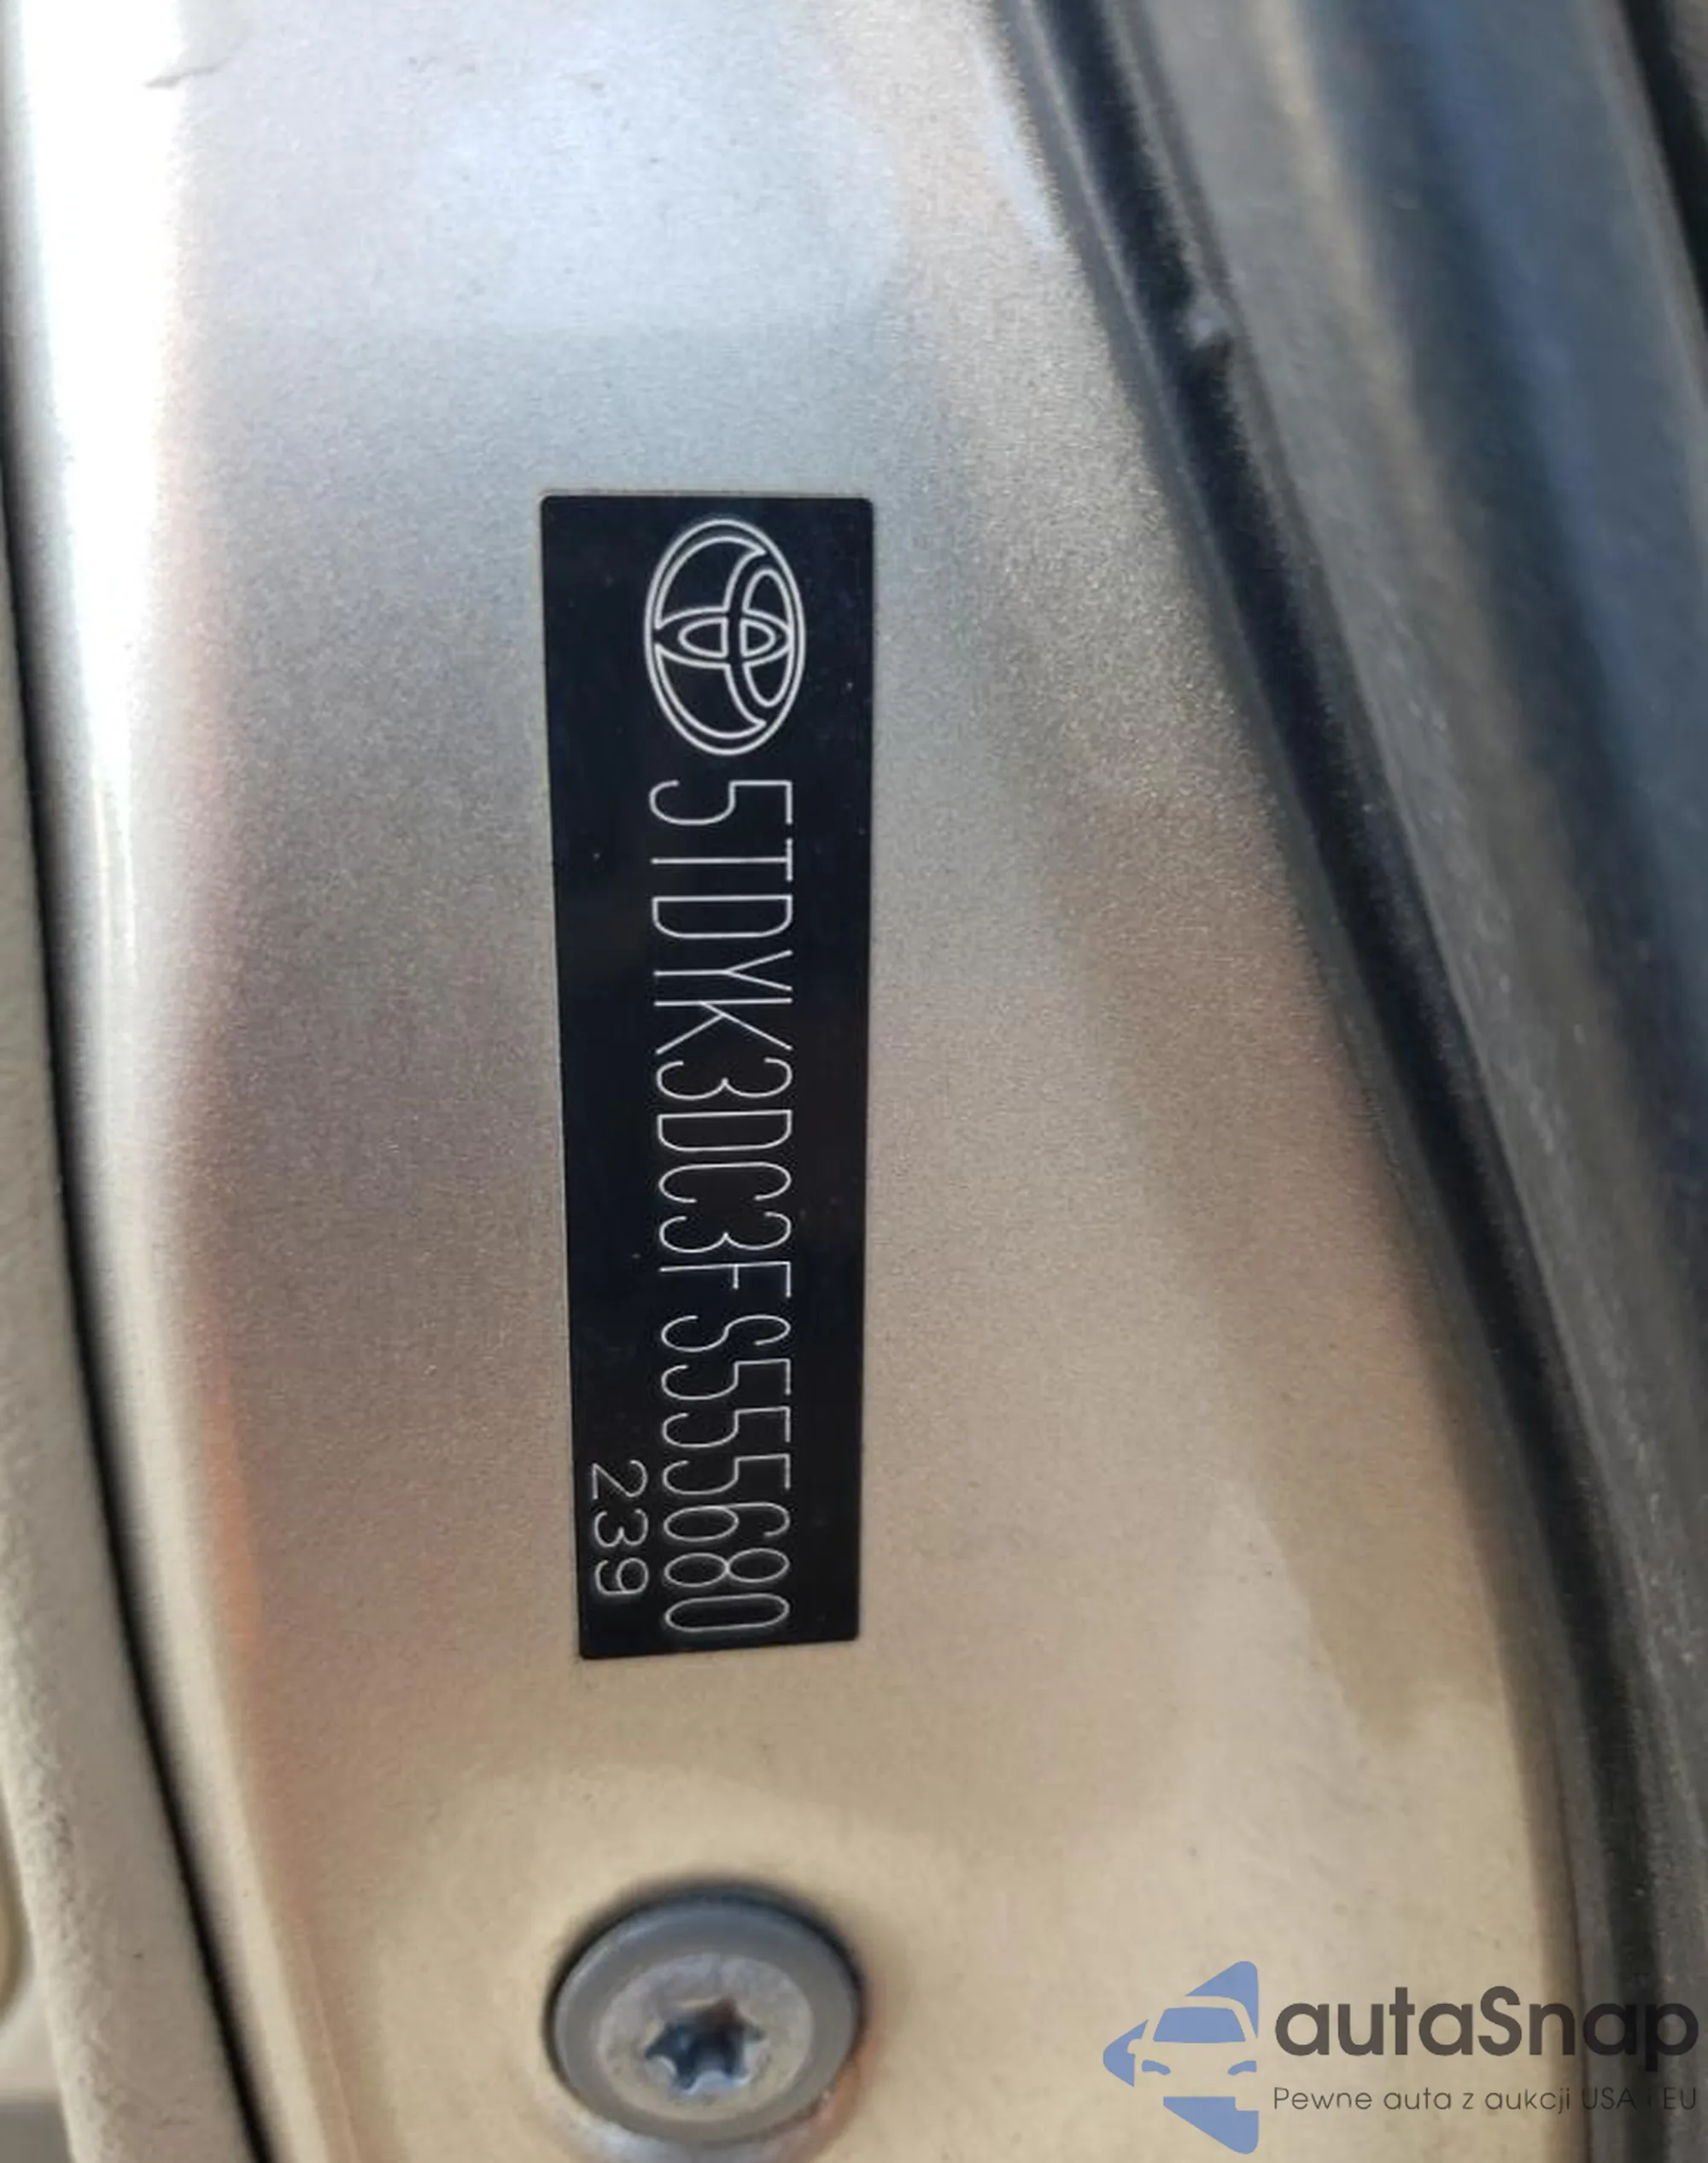 5TDYK3DC3FS555680
239
autaSnap
Pewne auta z aukcji USA i EU